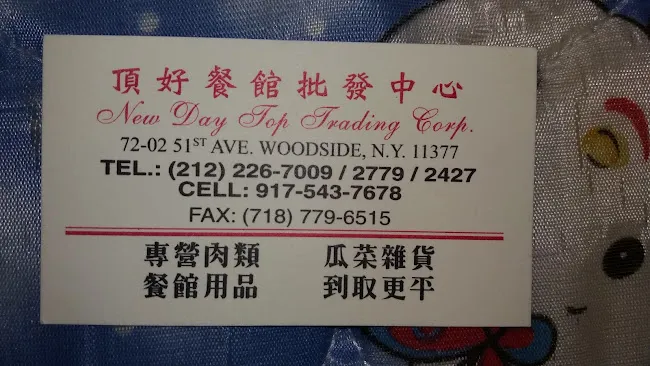 頂好餐館批發中心
New Day Top Trading Corp.
72-02 51ST AVE. WOODSIDE, N.Y. 11377
TEL.: (212) 226-7009 / 2779 / 2427
CELL: 917-543-7678
FAX: (718) 779-6515
專營肉類 瓜菜雜貨
餐館用品 到取更平